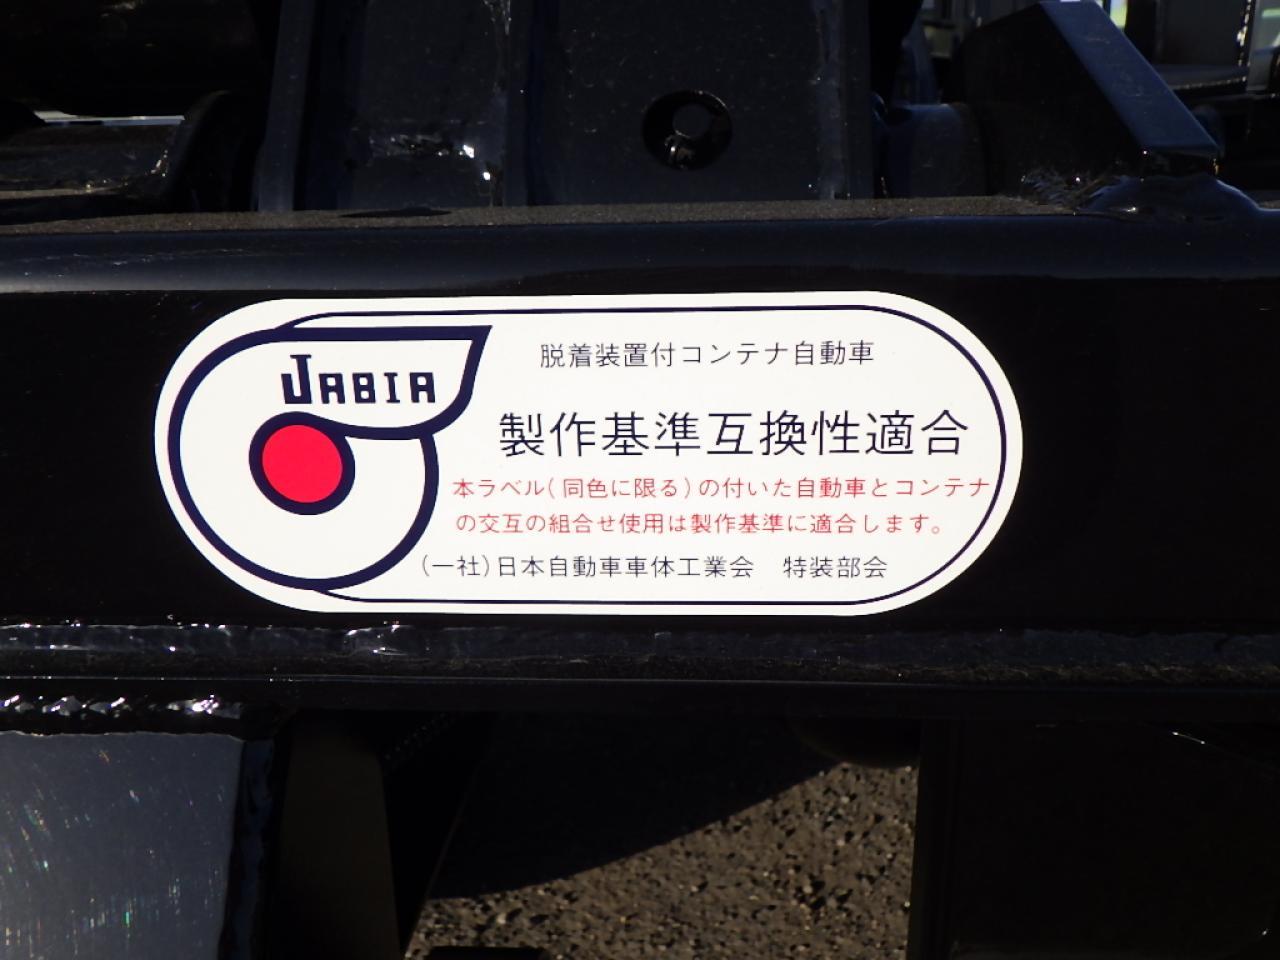 JABIA
脱着装置付コンテナ自動車
製作基準互換性適合
本ラベル(同色に限る)の付いた自動車とコンテナ
の交互の組合せ使用は製作基準に適合します。
(一社)日本自動車車体工業会　特装部会